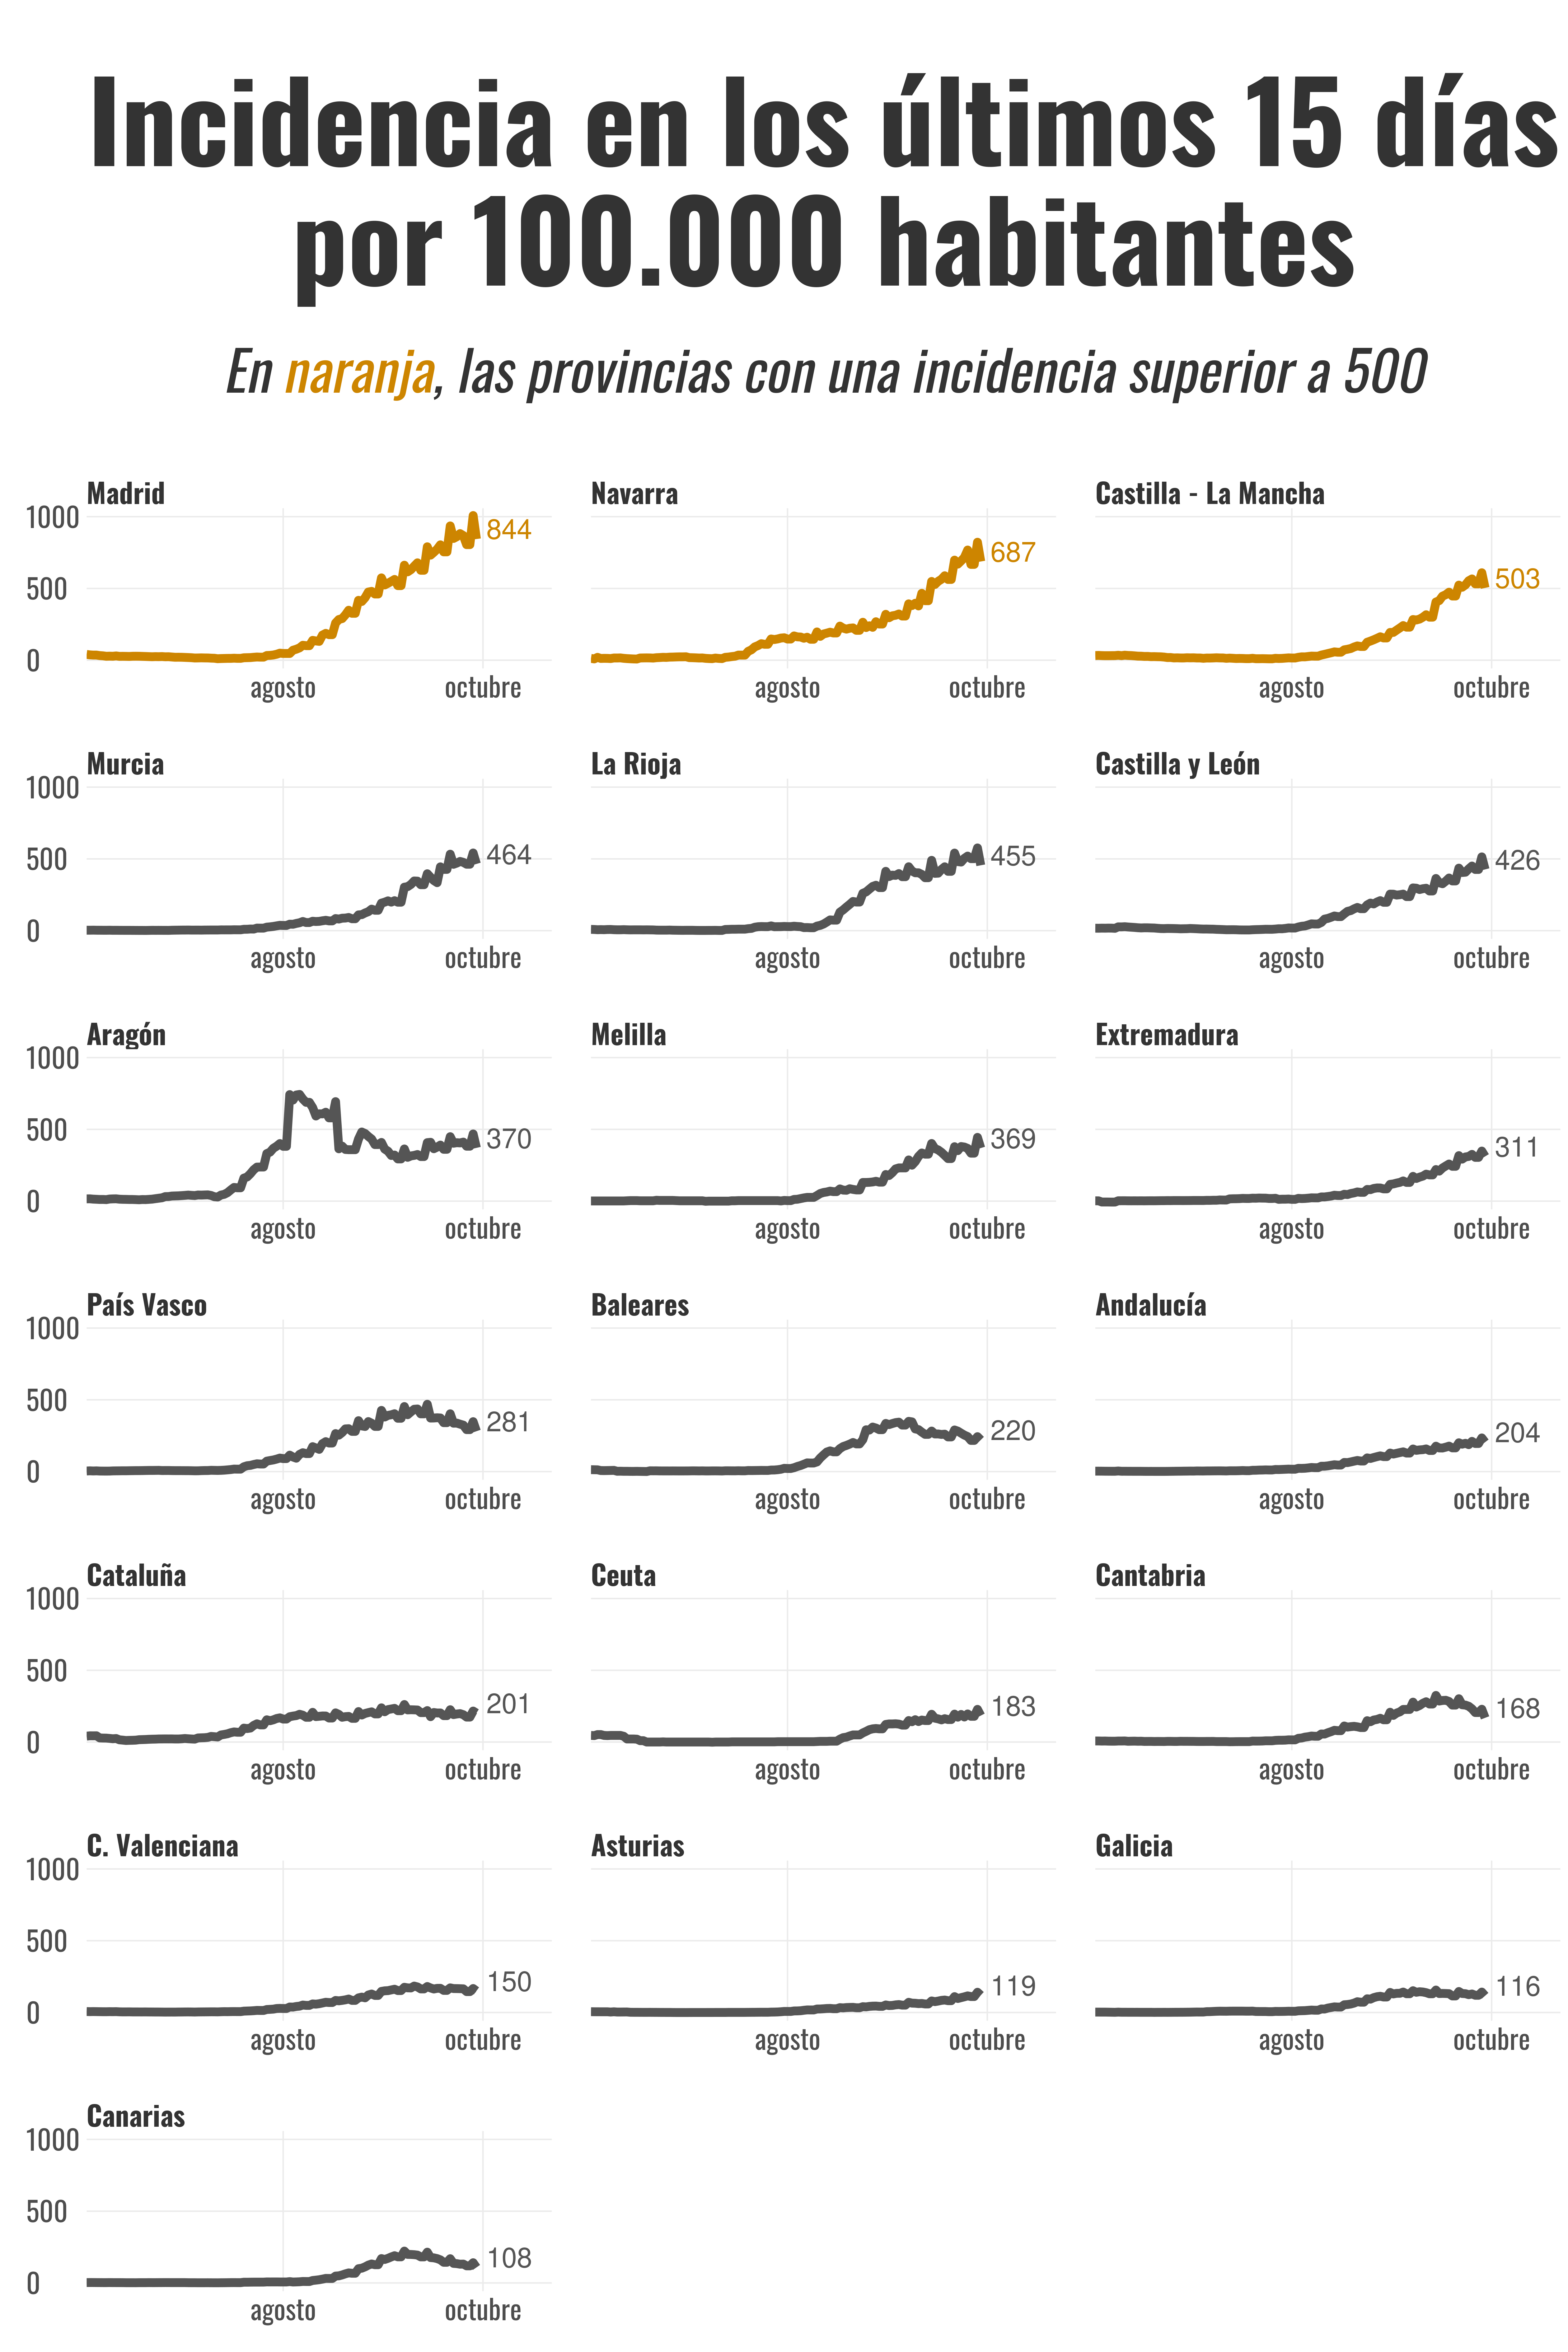 Incidencia en los últimos 15 días
por 100.000 habitantes
En naranja, las provincias con una incidencia superior a 500
Madrid
Navarra
Castilla - La Mancha
1000
500
0
844
687
503
agosto
octubre
agosto
octubre
agosto
octubre
Murcia
La Rioja
Castilla y León
1000
500
0
464
455
426
agosto
octubre
agosto
octubre
agosto
octubre
Aragón
Melilla
Extremadura
1000
500
0
370
369
311
agosto
octubre
agosto
octubre
agosto
octubre
País Vasco
Baleares
Andalucía
1000
500
0
281
220
204
agosto
octubre
agosto
octubre
agosto
octubre
Cataluña
Ceuta
Cantabria
1000
500
0
201
183
168
agosto
octubre
agosto
octubre
agosto
octubre
C. Valenciana
Asturias
Galicia
1000
500
0
150
119
116
agosto
octubre
agosto
octubre
agosto
octubre
Canarias
1000
500
0
108
agosto
octubre